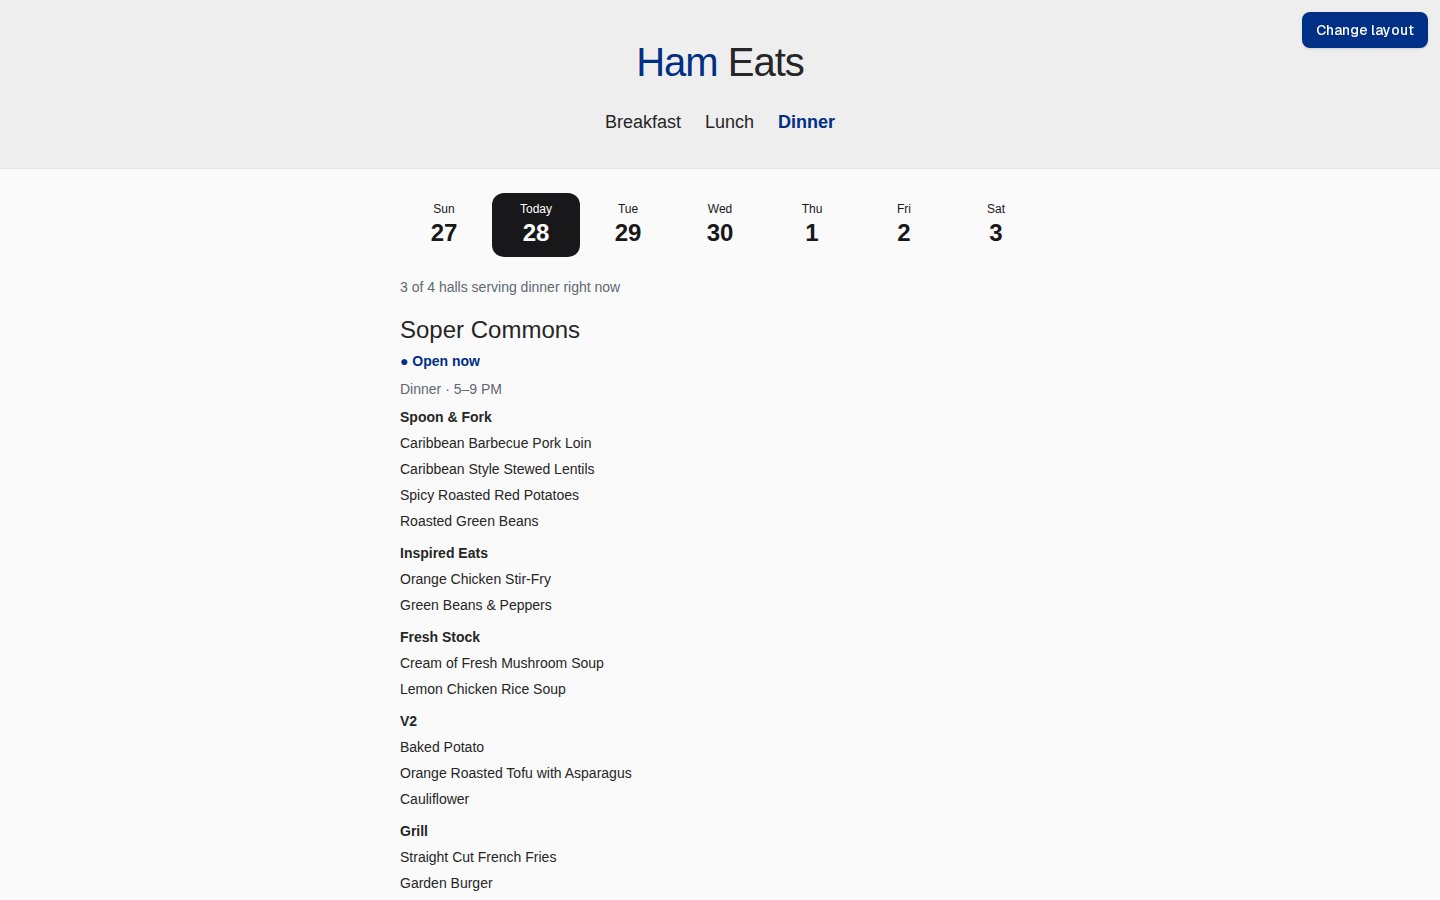 Change layout
Ham Eats
Breakfast Lunch Dinner
Sun Today Tue Wed Thu Fri Sat
27 28 29 30 1 2 3
3 of 4 halls serving dinner right now
Soper Commons
● Open now
Dinner · 5–9 PM
Spoon & Fork
Caribbean Barbecue Pork Loin
Caribbean Style Stewed Lentils
Spicy Roasted Red Potatoes
Roasted Green Beans
Inspired Eats
Orange Chicken Stir-Fry
Green Beans & Peppers
Fresh Stock
Cream of Fresh Mushroom Soup
Lemon Chicken Rice Soup
V2
Baked Potato
Orange Roasted Tofu with Asparagus
Cauliflower
Grill
Straight Cut French Fries
Garden Burger